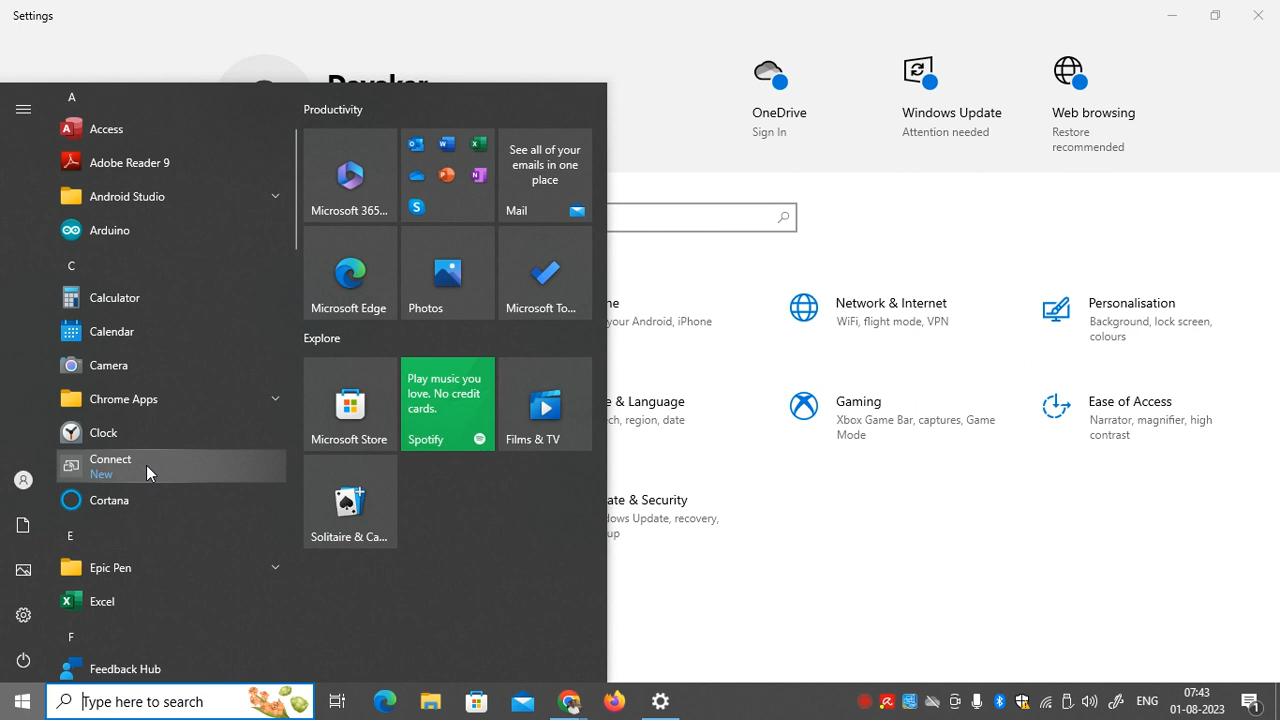 Settings
OneDrive
Sign In
Windows Update
Attention needed
Web browsing
Restore
recommended
A
Access
Adobe Reader 9
Android Studio
Arduino
C
Calculator
Calendar
Camera
Chrome Apps
Clock
Connect
New
Cortana
E
Epic Pen
Excel
F
Feedback Hub
Productivity
Microsoft 365...
See all of your
emails in one
place
Mail
Microsoft Edge
Photos
Microsoft To...
Explore
Microsoft Store
Play music you
love. No credit
cards.
Spotify
Films & TV
Solitaire & Ca...
your Android, iPhone
Network & Internet
WiFi, flight mode, VPN
Personalisation
Background, lock screen,
colours
& Language
region, date
Gaming
Xbox Game Bar, captures, Game
Mode
Ease of Access
Narrator, magnifier, high
contrast
& Security
Update, recovery,
Type here to search
ENG
07:43
01-08-2023
1